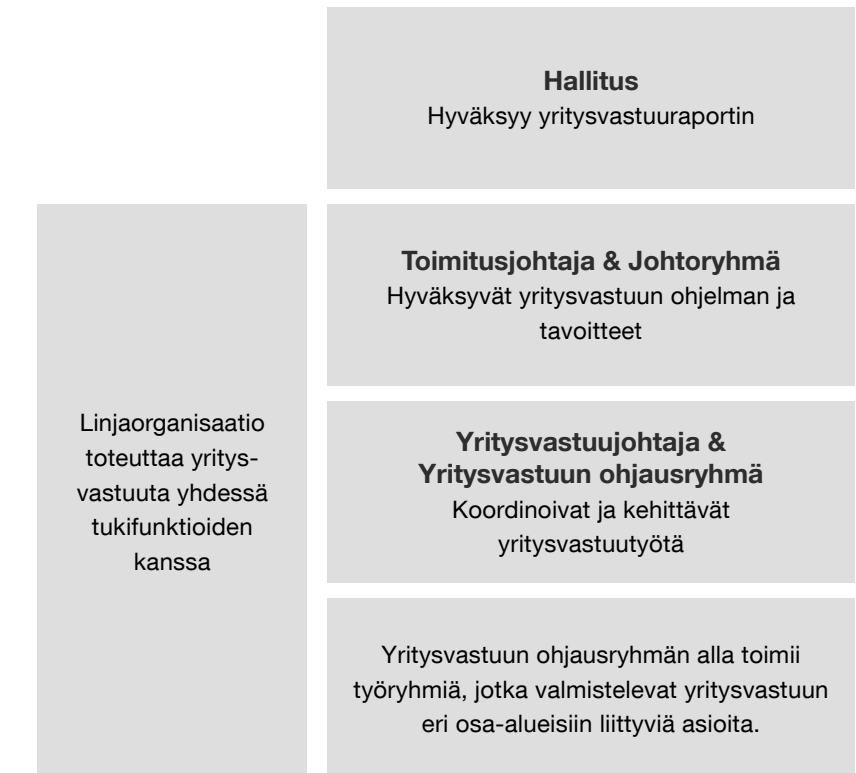 Hallitus
Hyväksyy yritysvastuuraportin
Toimitusjohtaja & Johtoryhmä
Hyväksyvät yritysvastuun ohjelman ja
tavoitteet
Linjaorganisaatio
toteuttaa yritys-
vastuuta yhdessä
tukifunktioiden
kanssa
Yritysvastuujohtaja &
Yritysvastuun ohjausryhmä
Koordinoivat ja kehittävät
yritysvastuutyötä
Yritysvastuun ohjausryhmän alla toimii
työryhmiä, jotka valmistelevat yritysvastuun
eri osa-alueisiin liittyviä asioita.